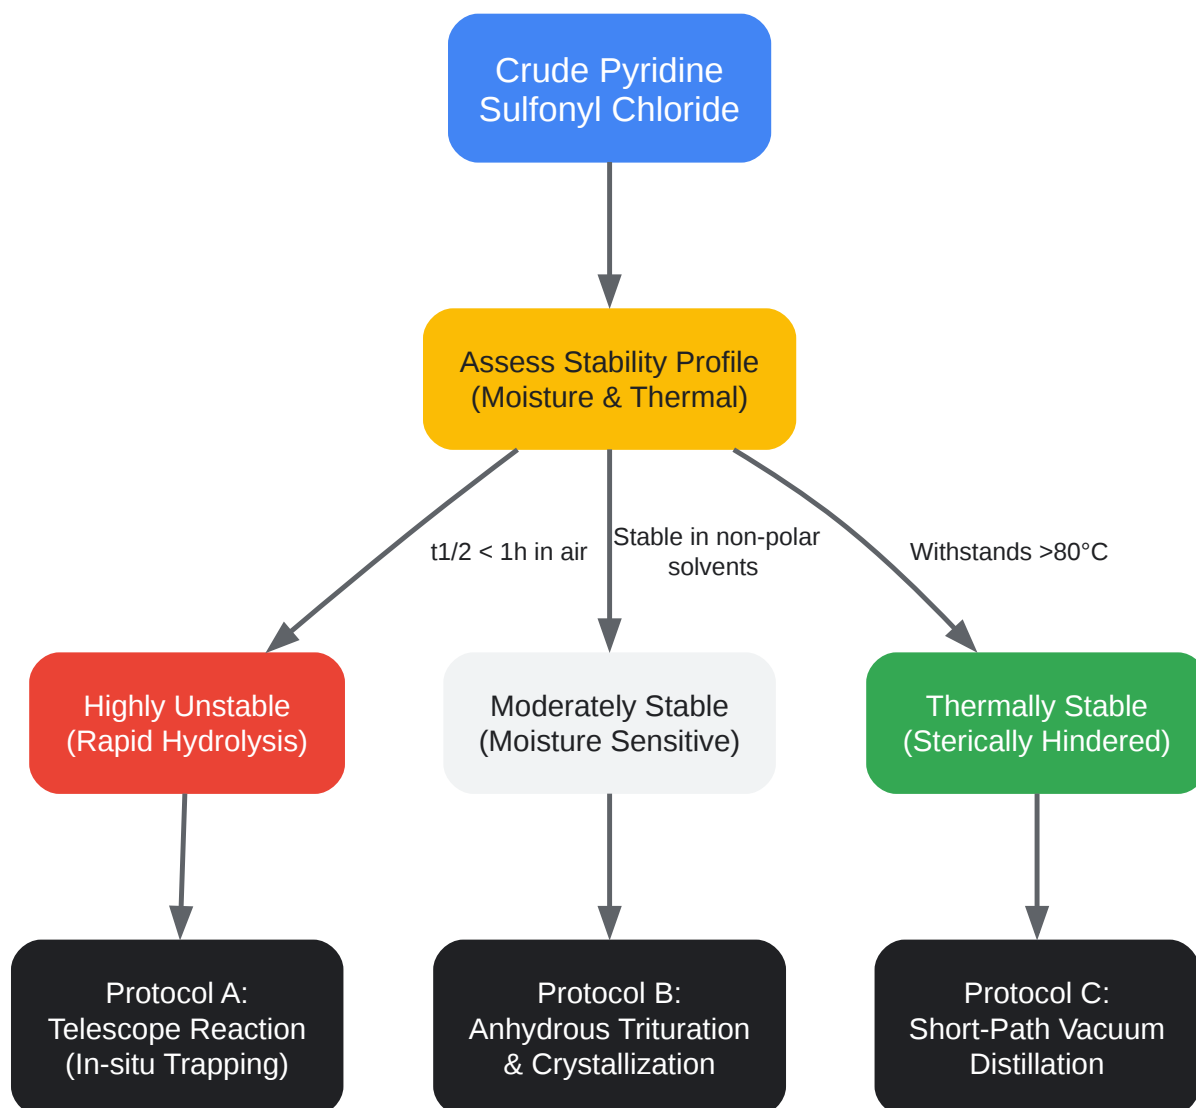 Crude Pyridine
Sulfonyl Chloride
Assess Stability Profile
(Moisture & Thermal)
t1/2 < 1h in air
Stable in non-polar
solvents
Withstands >80°C
Highly Unstable
(Rapid Hydrolysis)
Moderately Stable
(Moisture Sensitive)
Thermally Stable
(Sterically Hindered)
Protocol A:
Telescope Reaction
(In-situ Trapping)
Protocol B:
Anhydrous Trituration
& Crystallization
Protocol C:
Short-Path Vacuum
Distillation